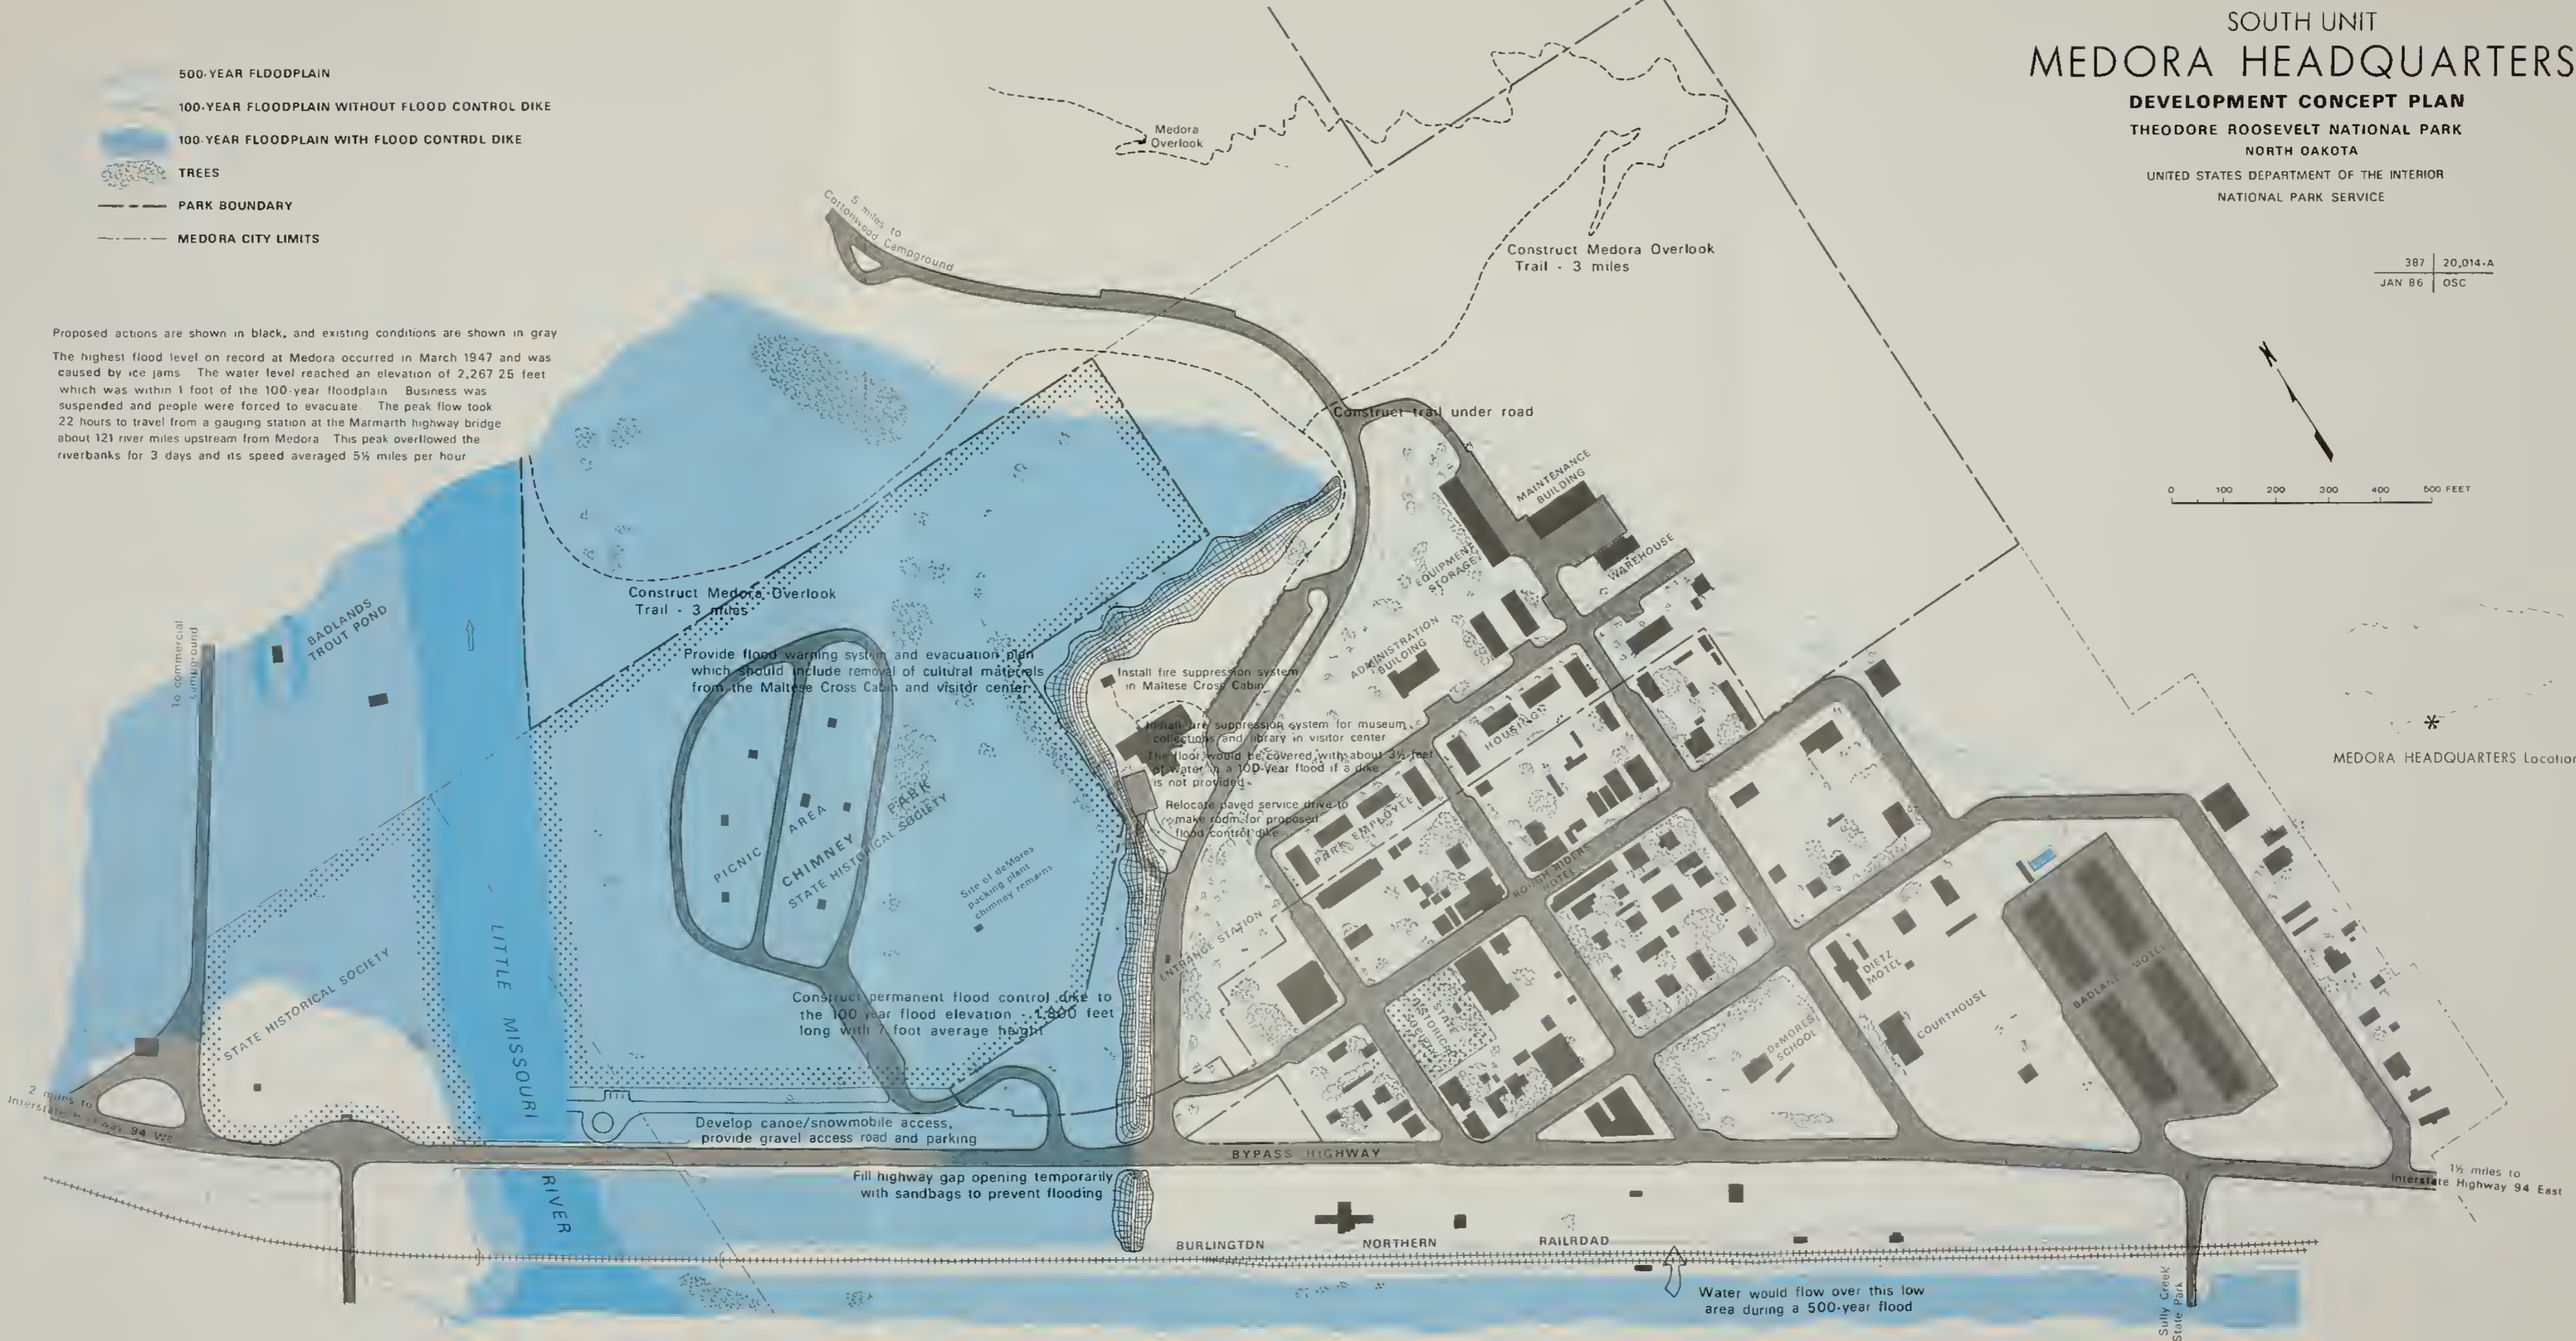 SOUTH UNIT
MEDORA HEADQUARTERS
DEVELOPMENT CONCEPT PLAN
THEODORE ROOSEVELT NATIONAL PARK
NORTH OAKOTA
UNITED STATES DEPARTMENT OF THE INTERIOR
NATIONAL PARK SERVICE
387 | 20,014-A
JAN 86 | OSC
500-YEAR FLDODPLAIN
100-YEAR FLOODPLAIN WITHOUT FLOOD CONTROL DIKE
100-YEAR FLOODPLAIN WITH FLOOD CONTRDL DIKE
TREES
PARK BOUNDARY
MEDORA CITY LIMITS
Proposed actions are shown in black, and existing conditions are shown in gray
The highest flood level on record at Medora occurred in March 1947 and was
caused by ice jams The water level reached an elevation of 2,267 25 feet
which was within 1 foot of the 100-year floodplain Business was
suspended and people were forced to evacuate. The peak flow took
22 hours to travel from a gauging station at the Marmarth highway bridge
about 121 river miles upstream from Medora This peak overflowed the
riverbanks for 3 days and its speed averaged 5½ miles per hour
Medora
Overlook
5 miles to
Cottonwood Campground
Construct Medora Overlook
Trail - 3 miles
N
0 100 200 300 400 500 FEET
Construct trail under road
MAINTENANCE
BUILDING
EQUIPMENT
STORAGE
WAREHOUSE
ADMINISTRATION
BUILDING
Construct Medora Overlook
Trail - 3 miles
BADLANDS
TROUT POND
To commercial
campground
Provide flood warning system and evacuation plan
which should include removal of cultural materials
from the Maltese Cross Cabin and visitor center
Install fire suppression system
in Maltese Cross Cabin
Install fire suppression system for museum
collections and library in visitor center
The floor would be covered with about 3½ feet
of water in a 10D-year flood if a dike
is not provided
Relocate paved service drive to
make room for proposed
flood control dike
HOUSING
PARK EMPLOYEE
ROUGH RIDERS
HOTEL
MEDORA HEADQUARTERS Location
PICNIC AREA
CHIMNEY PARK
STATE HISTORICAL SOCIETY
Site of deMores
packing plant
chimney remains
ENTRANCE STATION
STATE HISTORICAL SOCIETY
LITTLE MISSOURI RIVER
Construct permanent flood control dike to
the 100 year flood elevation - 1,800 feet
long with 7 foot average height
STATE
HISTORICAL
SOCIETY
DeMORES
SCHOOL
DIETZ
MOTEL
COURTHOUSE
BADLANDS MOTEL
2 miles to
Interstate Highway 94 West
Develop canoe/snowmobile access,
provide gravel access road and parking
BYPASS HIGHWAY
1½ miles to
Interstate Highway 94 East
Fill highway gap opening temporarily
with sandbags to prevent flooding
BURLINGTON NORTHERN RAILRDAD
Water would flow over this low
area during a 500-year flood
Sully Creek
State Park